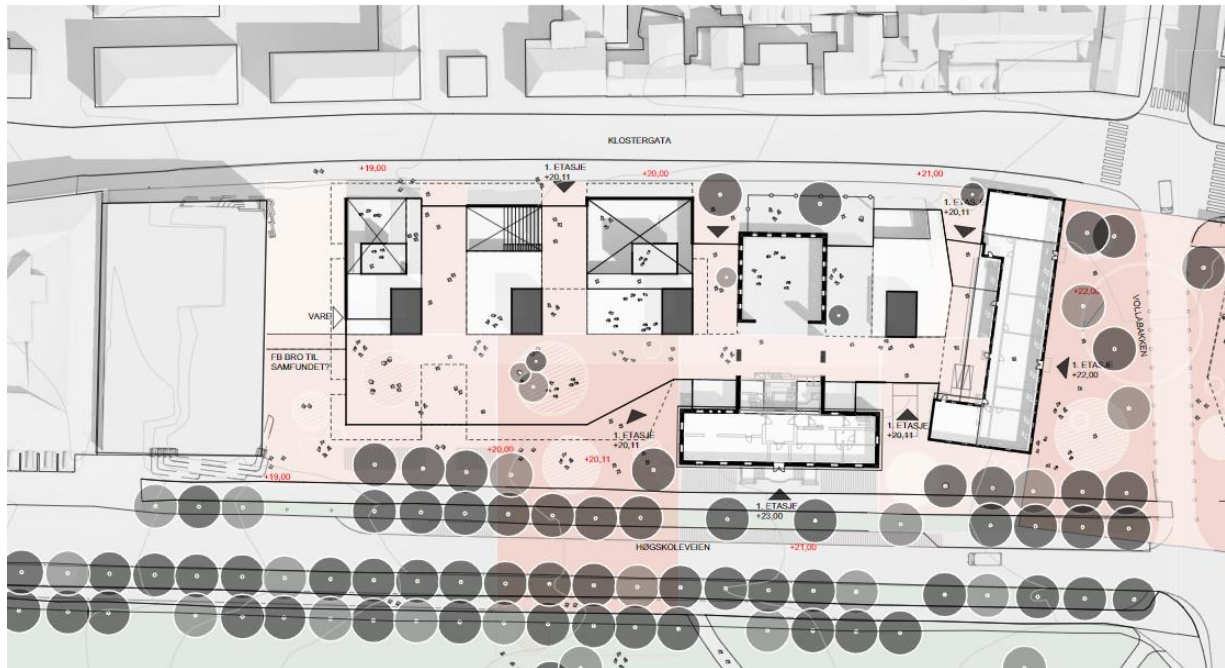 KLOSTERGATA
+19,00
1. ETASJE
+20,11
+20,00
+21,00
1. ETASJE
+20,11
+22,00
VOLLABAKKEN
VARE
FB BRO TIL
SAMFUNDET?
1. ETASJE
+22,00
1. ETASJE
+20,11
1. ETASJE
+20,11
+20,00
+20,11
+19,00
1. ETASJE
+23,00
HØGSKOLEVEIEN
+21,00